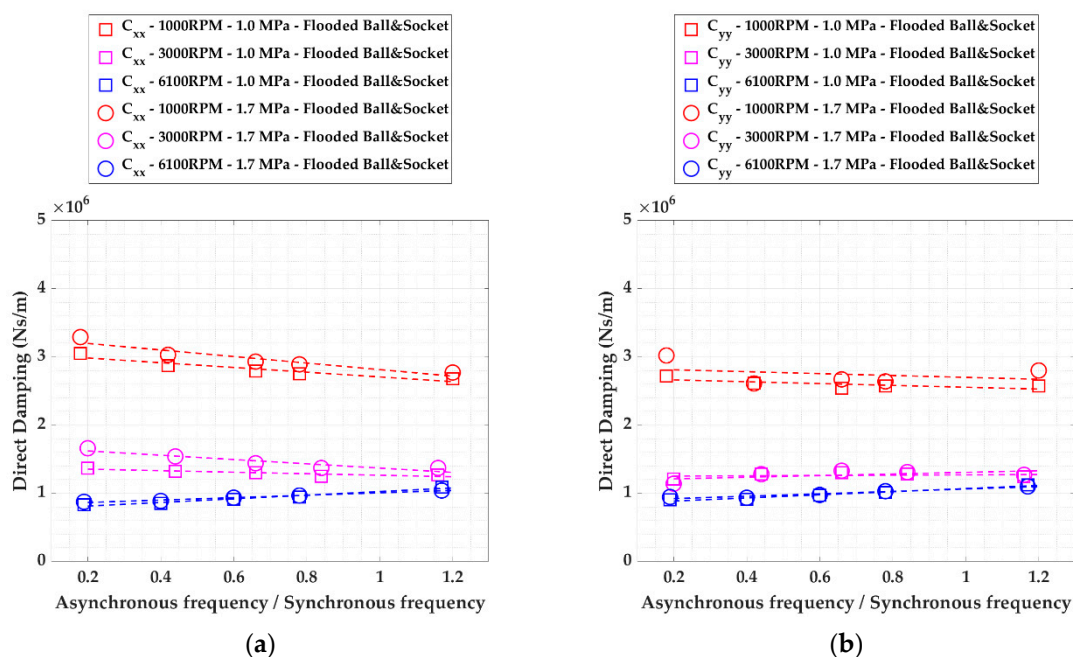 C_xx - 1000RPM - 1.0 MPa - Flooded Ball&Socket
C_xx - 3000RPM - 1.0 MPa - Flooded Ball&Socket
C_xx - 6100RPM - 1.0 MPa - Flooded Ball&Socket
C_xx - 1000RPM - 1.7 MPa - Flooded Ball&Socket
C_xx - 3000RPM - 1.7 MPa - Flooded Ball&Socket
C_xx - 6100RPM - 1.7 MPa - Flooded Ball&Socket
×10⁶
5
4
3
2
1
0
Direct Damping (Ns/m)
0.2 0.4 0.6 0.8 1 1.2
Asynchronous frequency / Synchronous frequency
(a)
C_yy - 1000RPM - 1.0 MPa - Flooded Ball&Socket
C_yy - 3000RPM - 1.0 MPa - Flooded Ball&Socket
C_yy - 6100RPM - 1.0 MPa - Flooded Ball&Socket
C_yy - 1000RPM - 1.7 MPa - Flooded Ball&Socket
C_yy - 3000RPM - 1.7 MPa - Flooded Ball&Socket
C_yy - 6100RPM - 1.7 MPa - Flooded Ball&Socket
×10⁶
5
4
3
2
1
0
Direct Damping (Ns/m)
0.2 0.4 0.6 0.8 1 1.2
Asynchronous frequency / Synchronous frequency
(b)